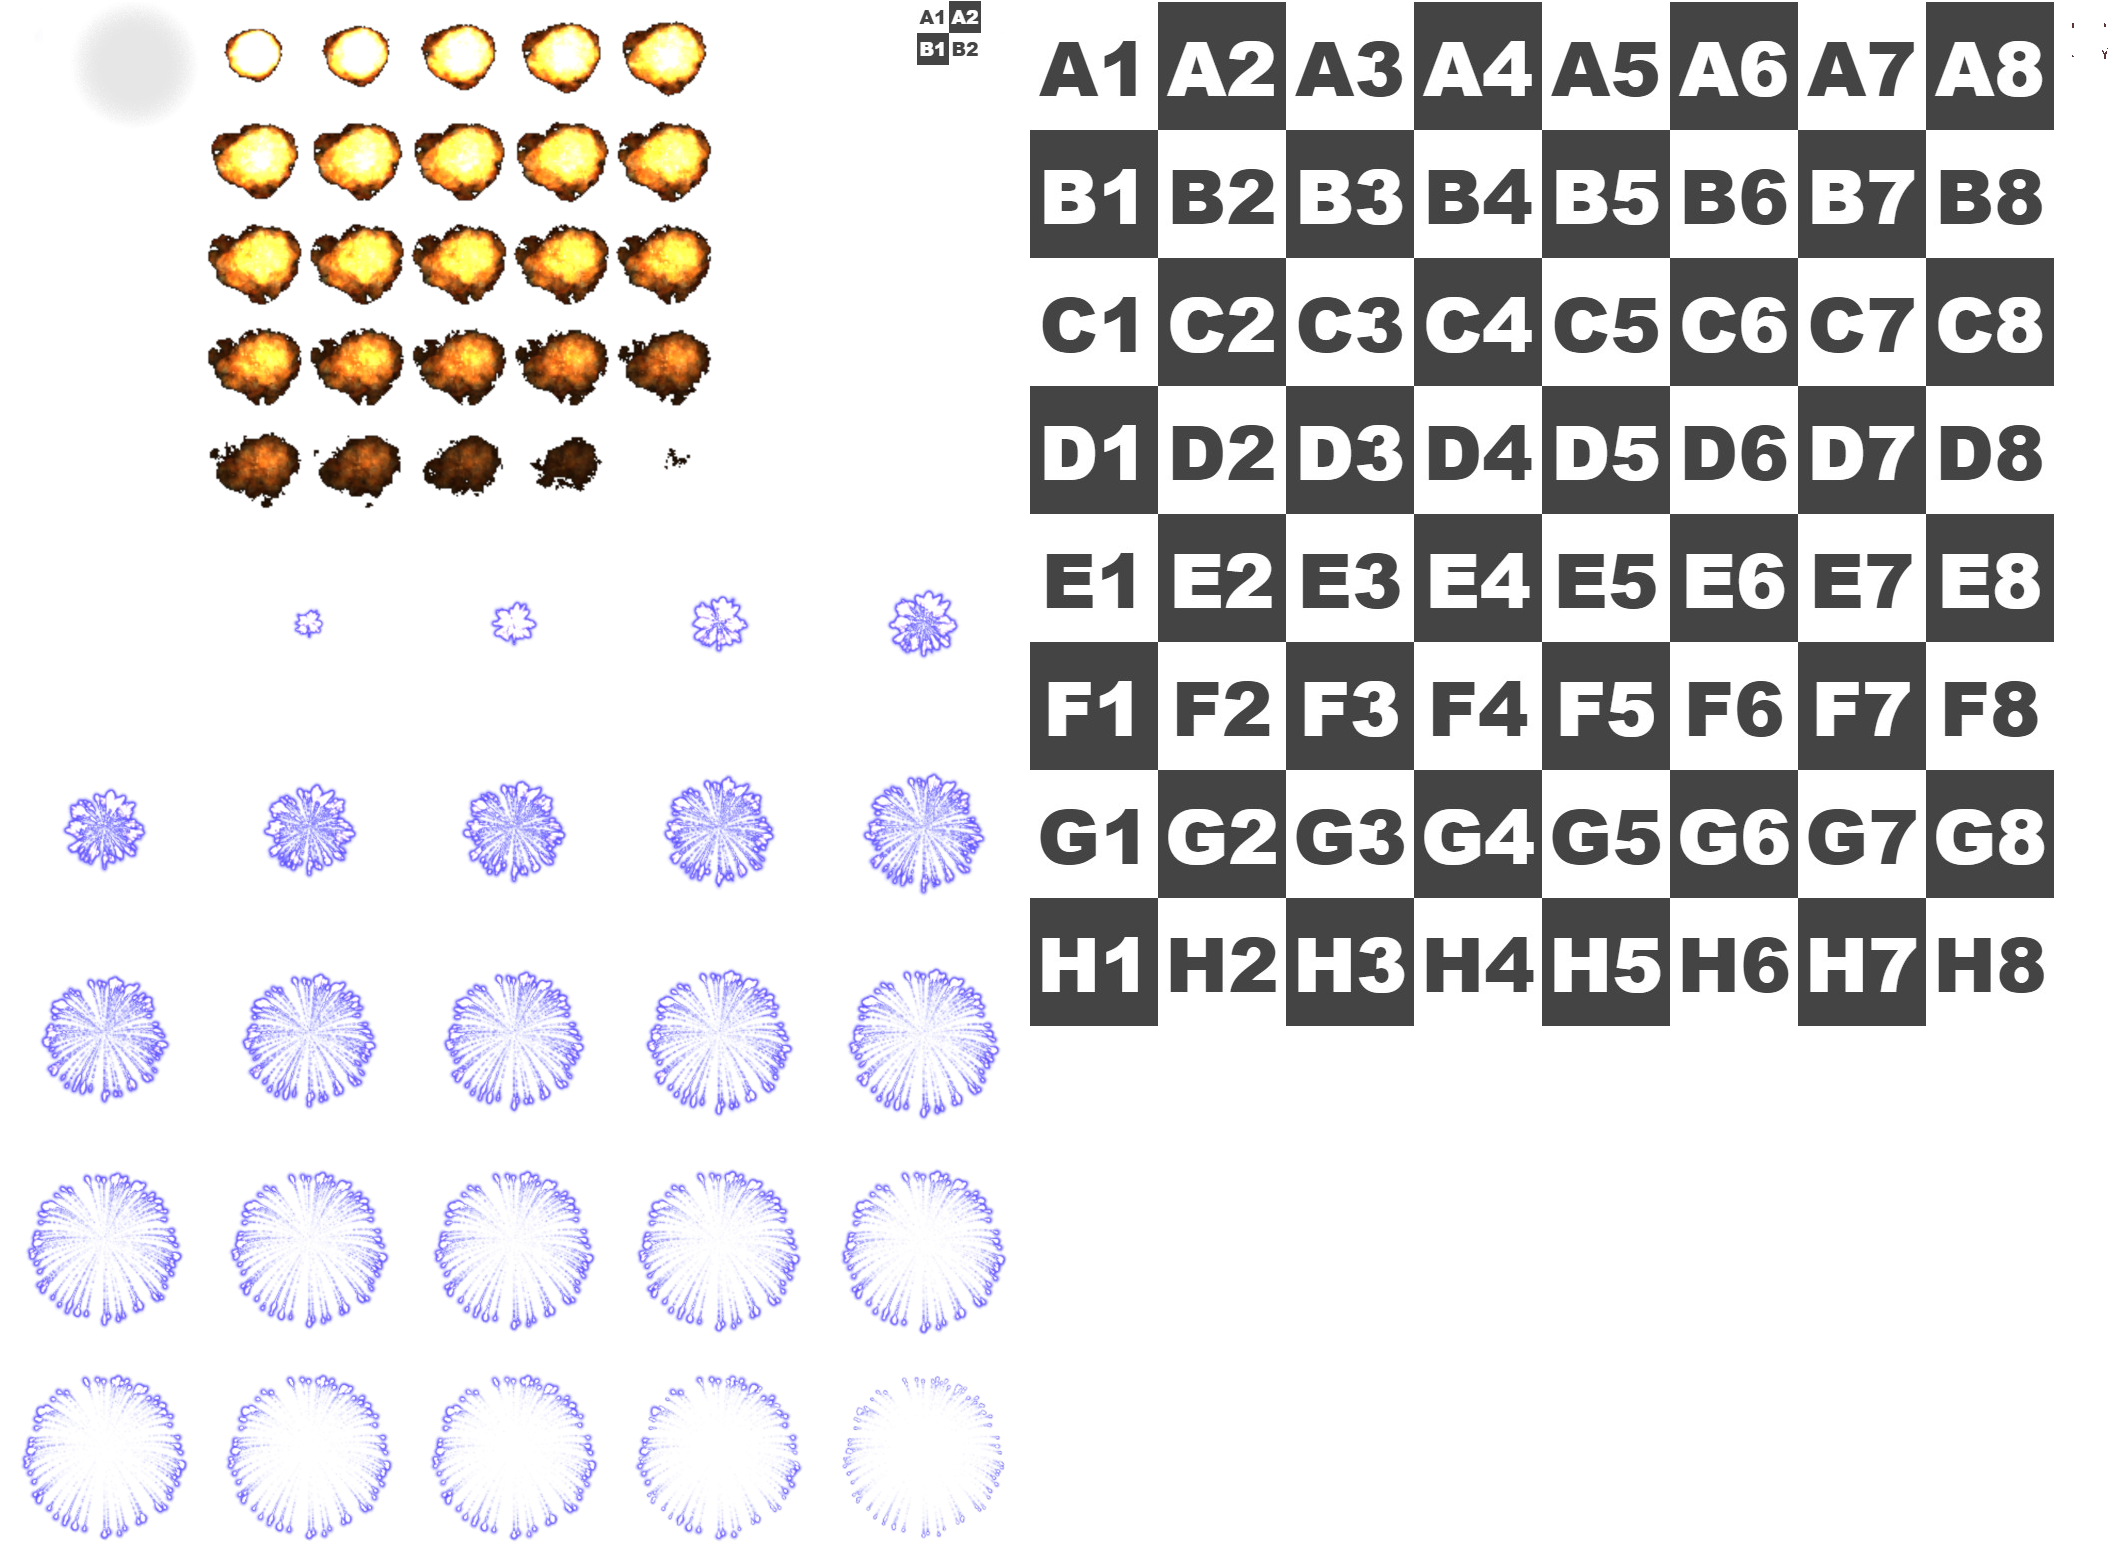 A1 A2
B1 B2
A1 A2 A3 A4 A5 A6 A7 A8
B1 B2 B3 B4 B5 B6 B7 B8
C1 C2 C3 C4 C5 C6 C7 C8
D1 D2 D3 D4 D5 D6 D7 D8
E1 E2 E3 E4 E5 E6 E7 E8
F1 F2 F3 F4 F5 F6 F7 F8
G1 G2 G3 G4 G5 G6 G7 G8
H1 H2 H3 H4 H5 H6 H7 H8